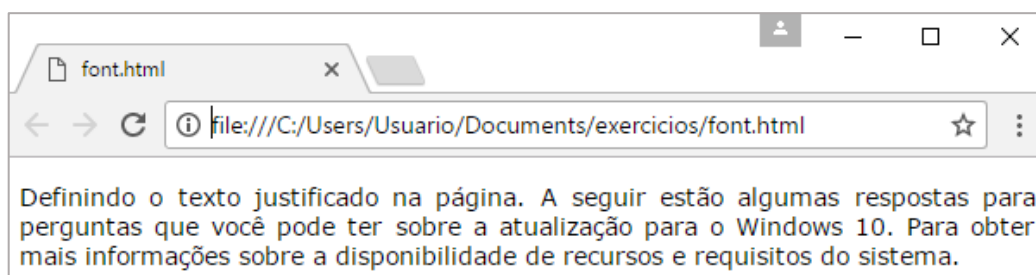 font.html
file:///C:/Users/Usuario/Documents/exercicios/font.html
Definindo o texto justificado na página. A seguir estão algumas respostas para
perguntas que você pode ter sobre a atualização para o Windows 10. Para obter
mais informações sobre a disponibilidade de recursos e requisitos do sistema.